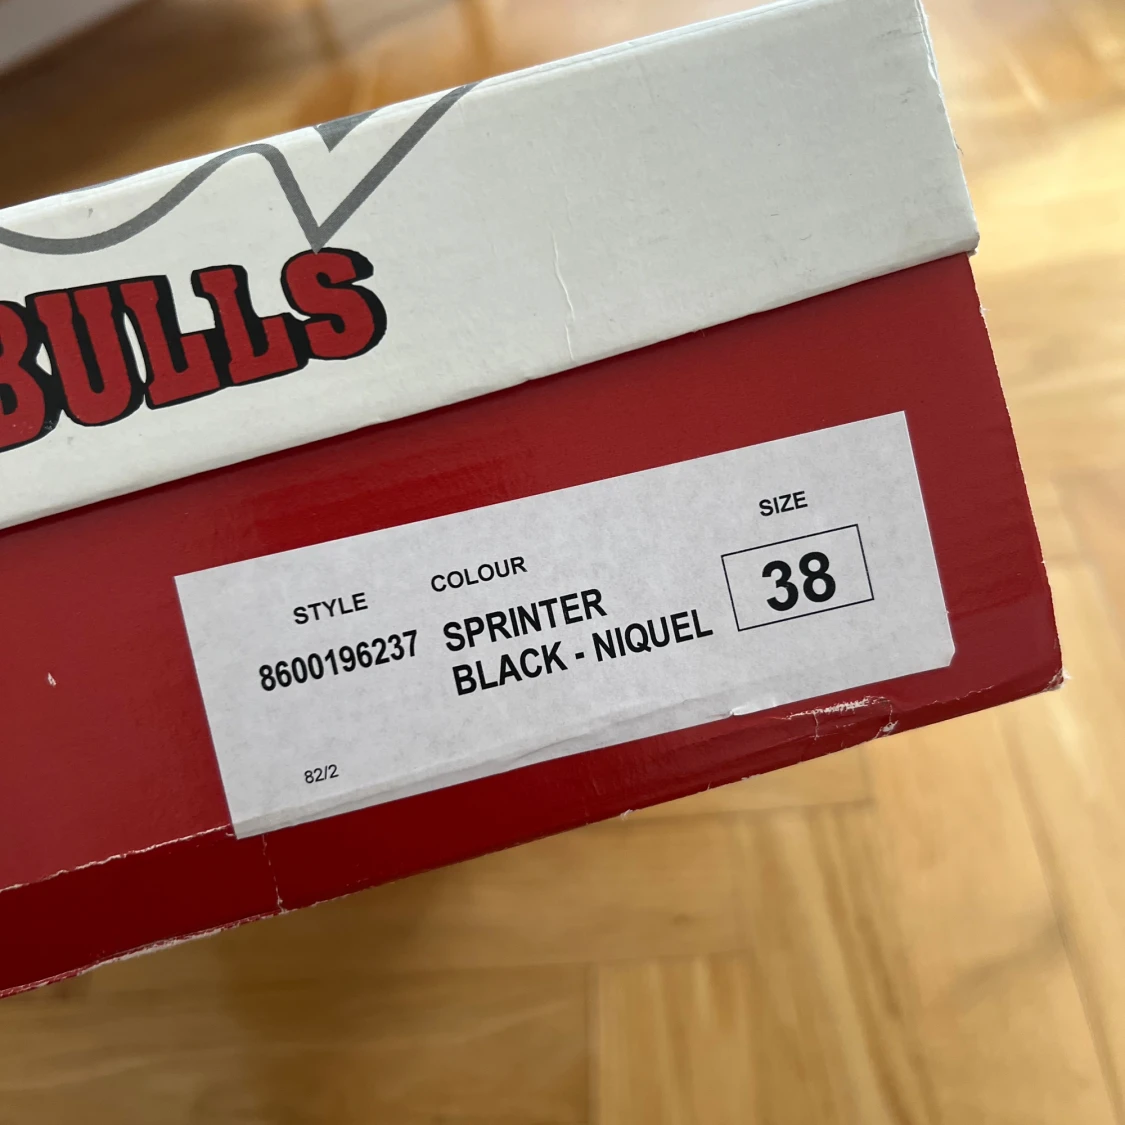 BULLS
SIZE
38
STYLE COLOUR
8600196237 SPRINTER
BLACK - NIQUEL
82/2